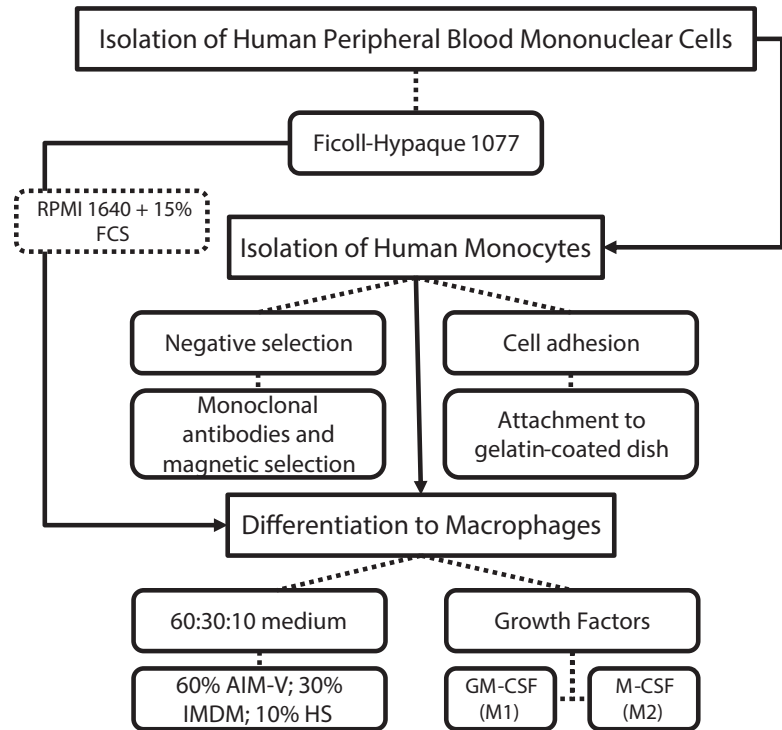 Isolation of Human Peripheral Blood Mononuclear Cells
Ficoll-Hypaque 1077
RPMI 1640 + 15%
FCS
Isolation of Human Monocytes
Negative selection
Cell adhesion
Monoclonal
antibodies and
magnetic selection
Attachment to
gelatin-coated dish
Differentiation to Macrophages
60:30:10 medium
Growth Factors
60% AIM-V; 30%
IMDM; 10% HS
GM-CSF
(M1)
M-CSF
(M2)